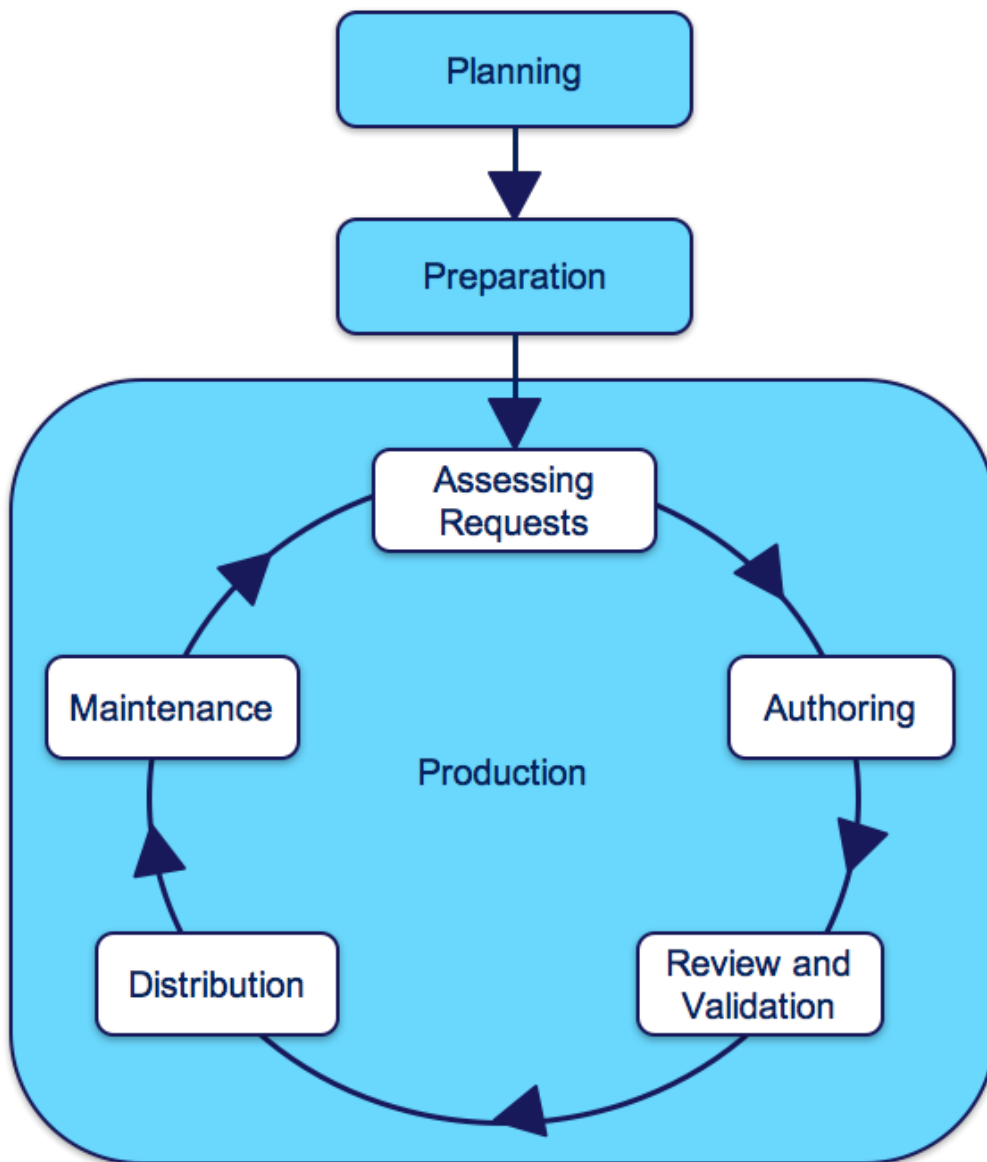 Planning
Preparation
Assessing
Requests
Maintenance
Authoring
Production
Distribution
Review and
Validation